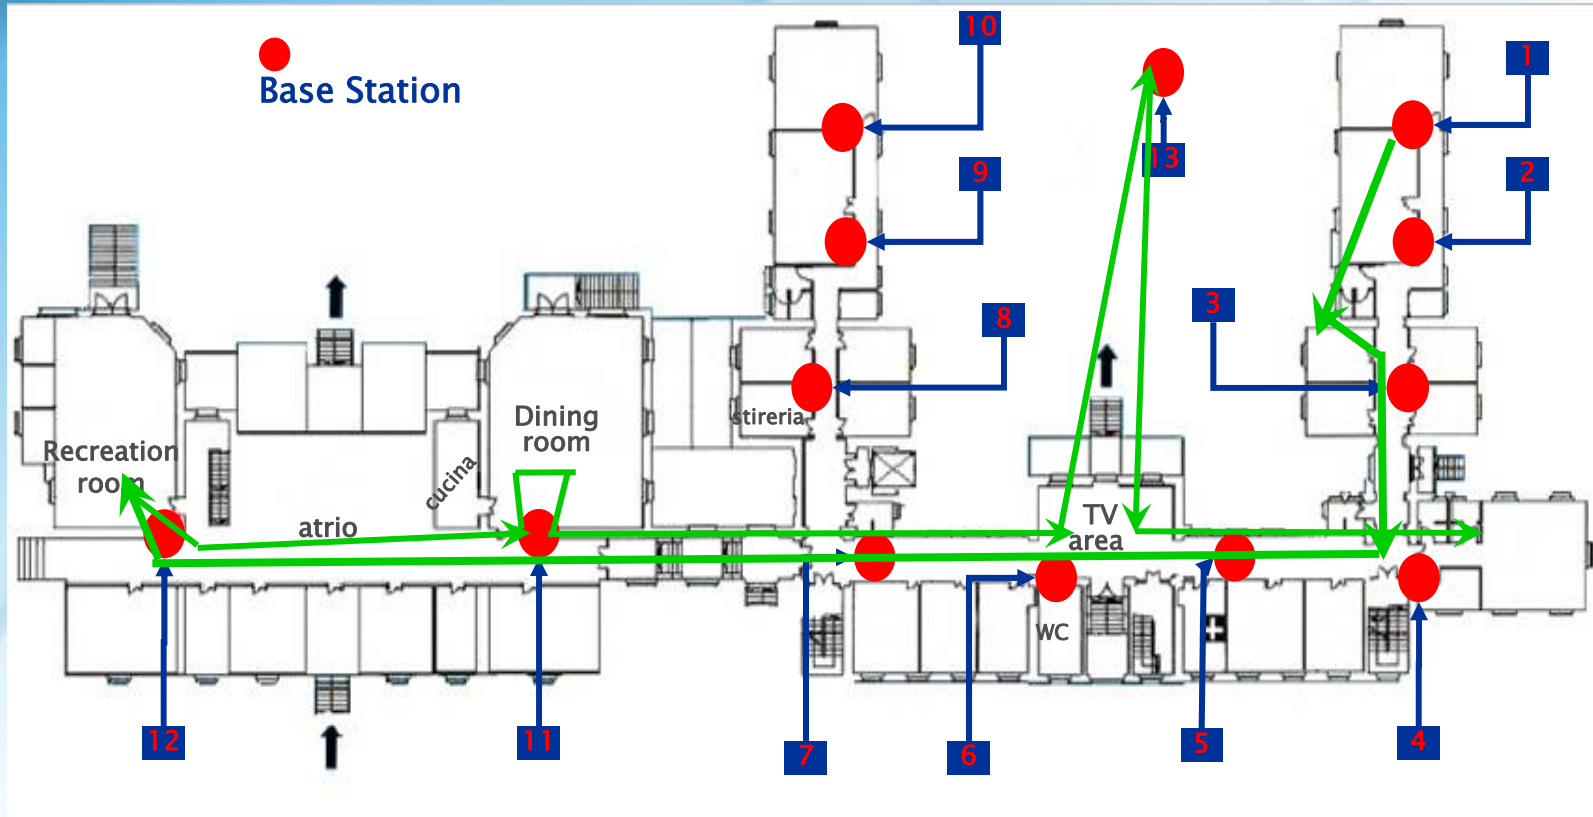 10
1
Base Station
13
9
2
3
8
Dining
room
stireria
Recreation
room
cucina
atrio
TV
area
WC
12
11
7
6
5
4